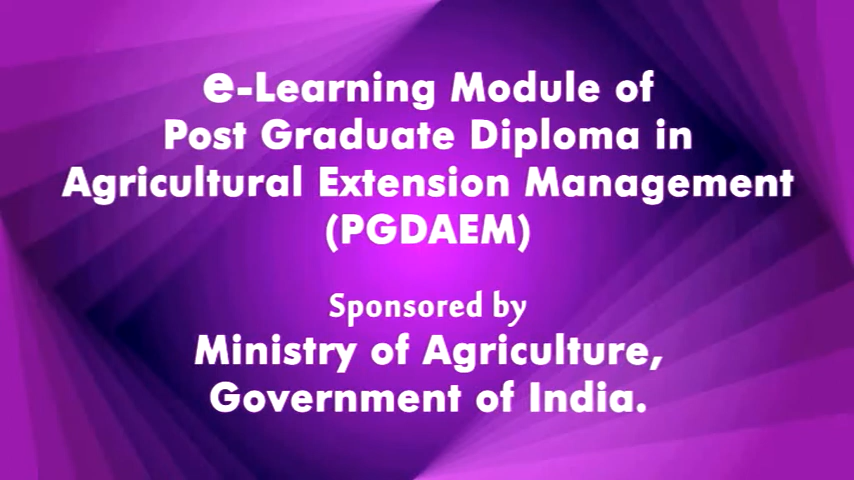 e-Learning Module of
Post Graduate Diploma in
Agricultural Extension Management
(PGDAEM)
Sponsored by
Ministry of Agriculture,
Government of India.